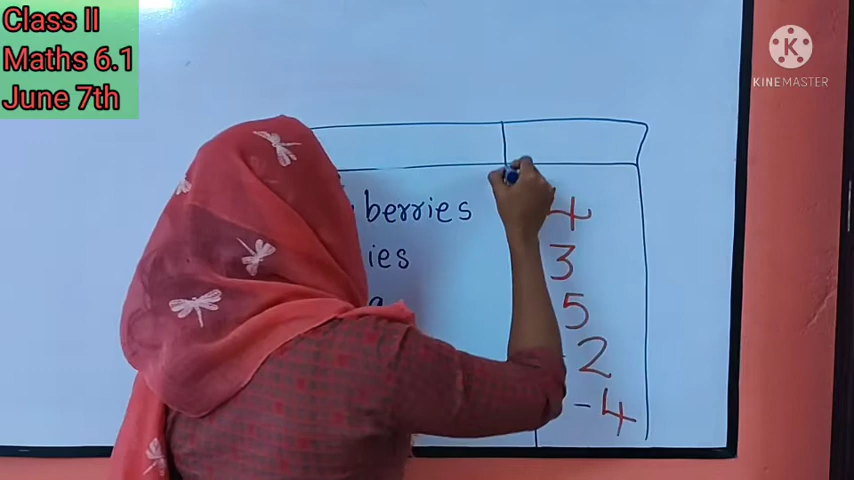 Class II
Maths 6.1
June 7th
K
KINEMASTER
berries 4
ies 3
a 5
2
- 4